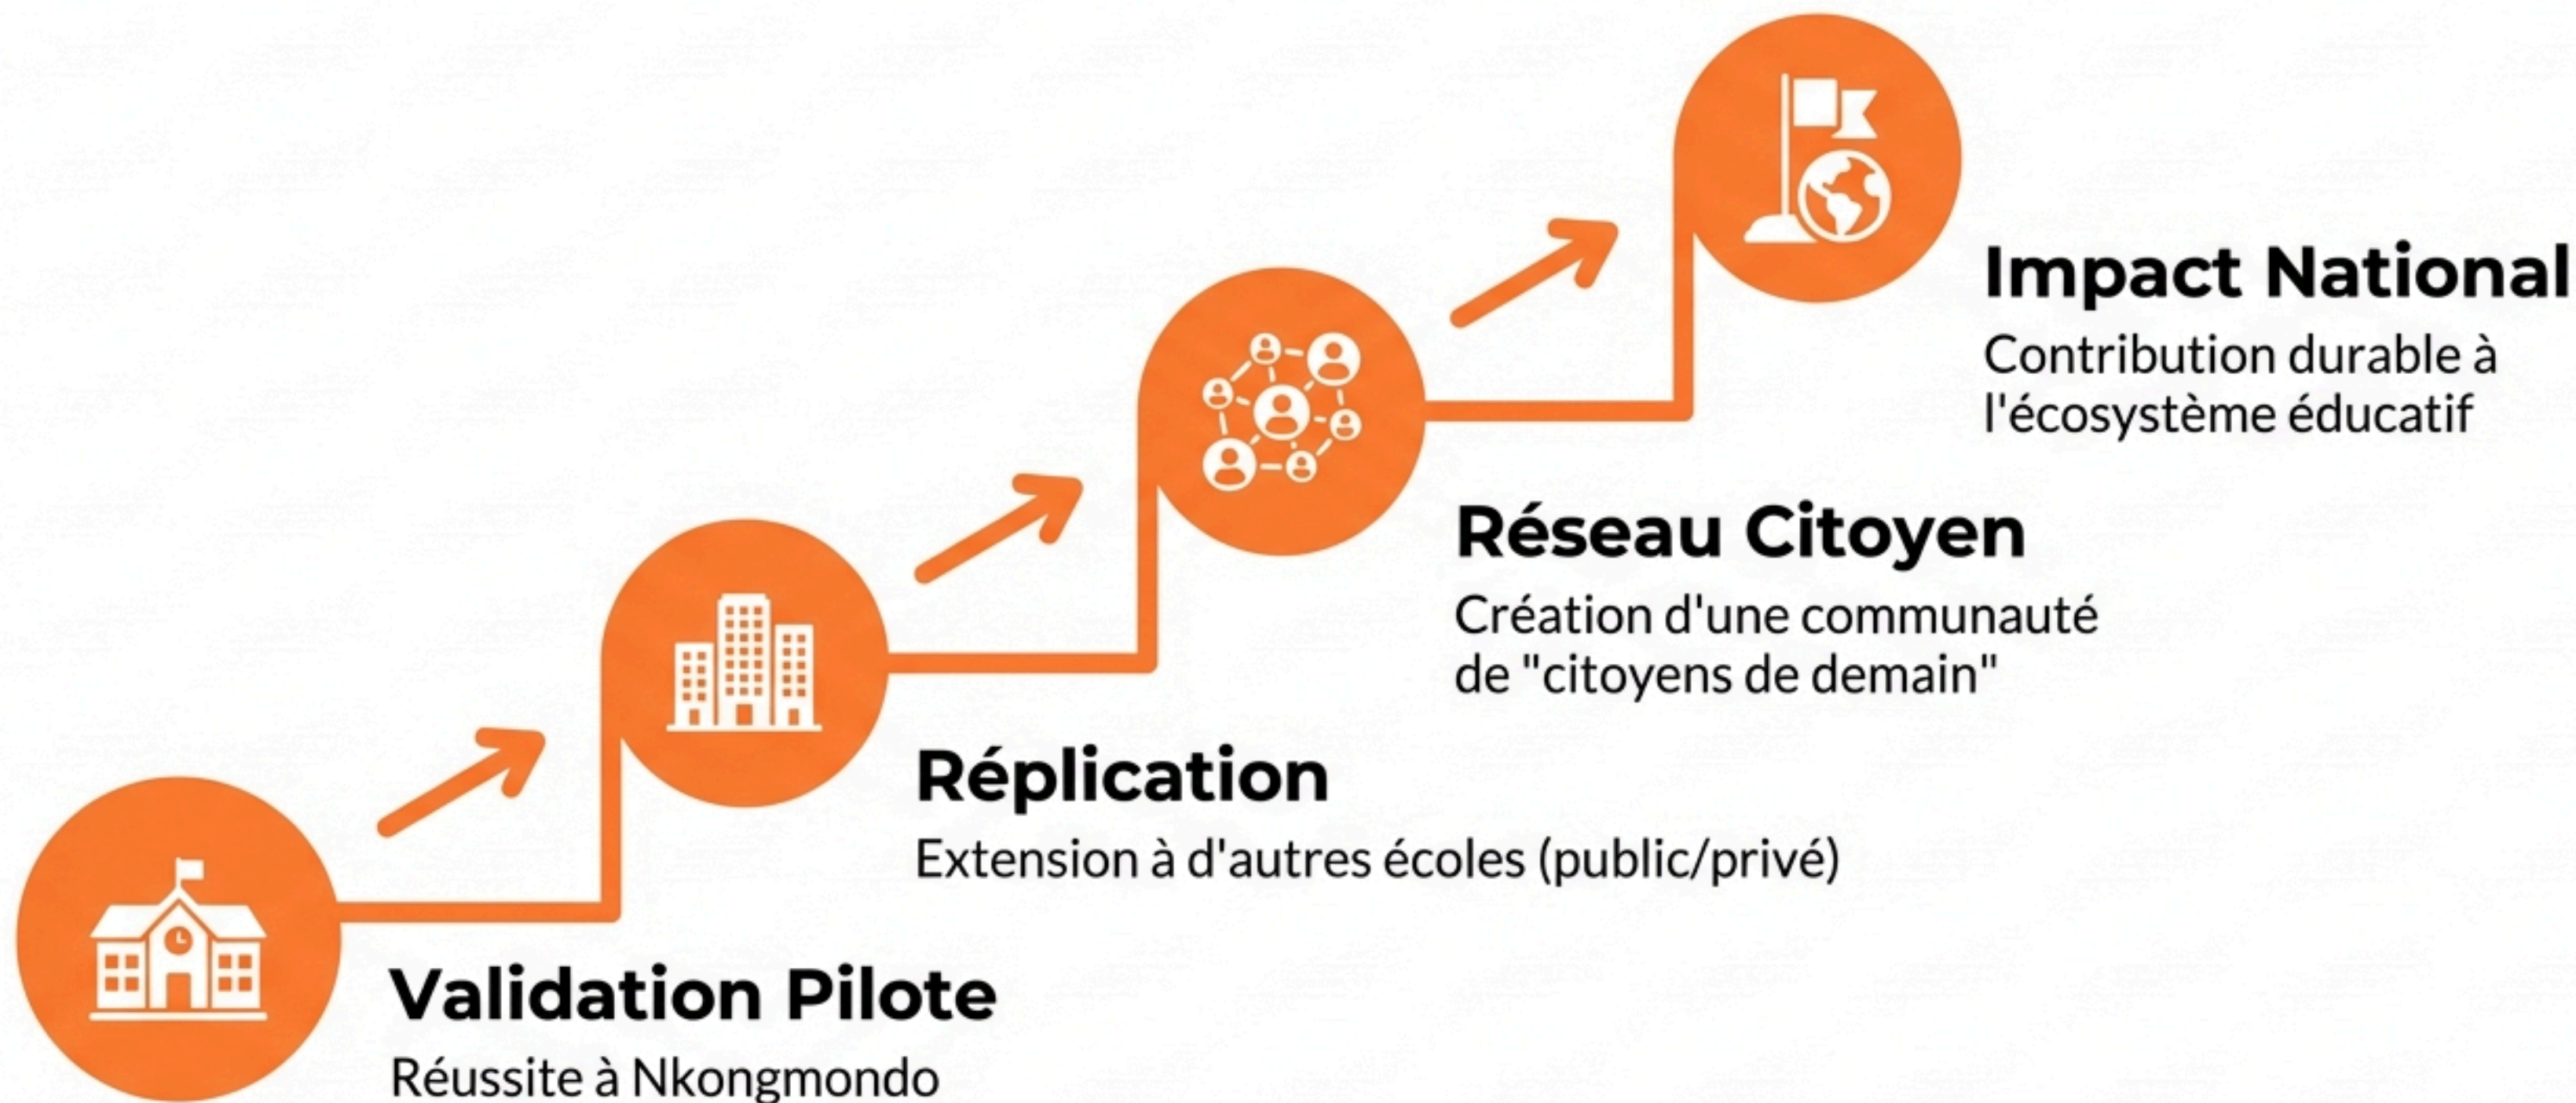 Impact National
Contribution durable à
l'écosystème éducatif
Réseau Citoyen
Création d'une communauté
de "citoyens de demain"
Réplication
Extension à d'autres écoles (public/privé)
Validation Pilote
Réussite à Nkongmondo